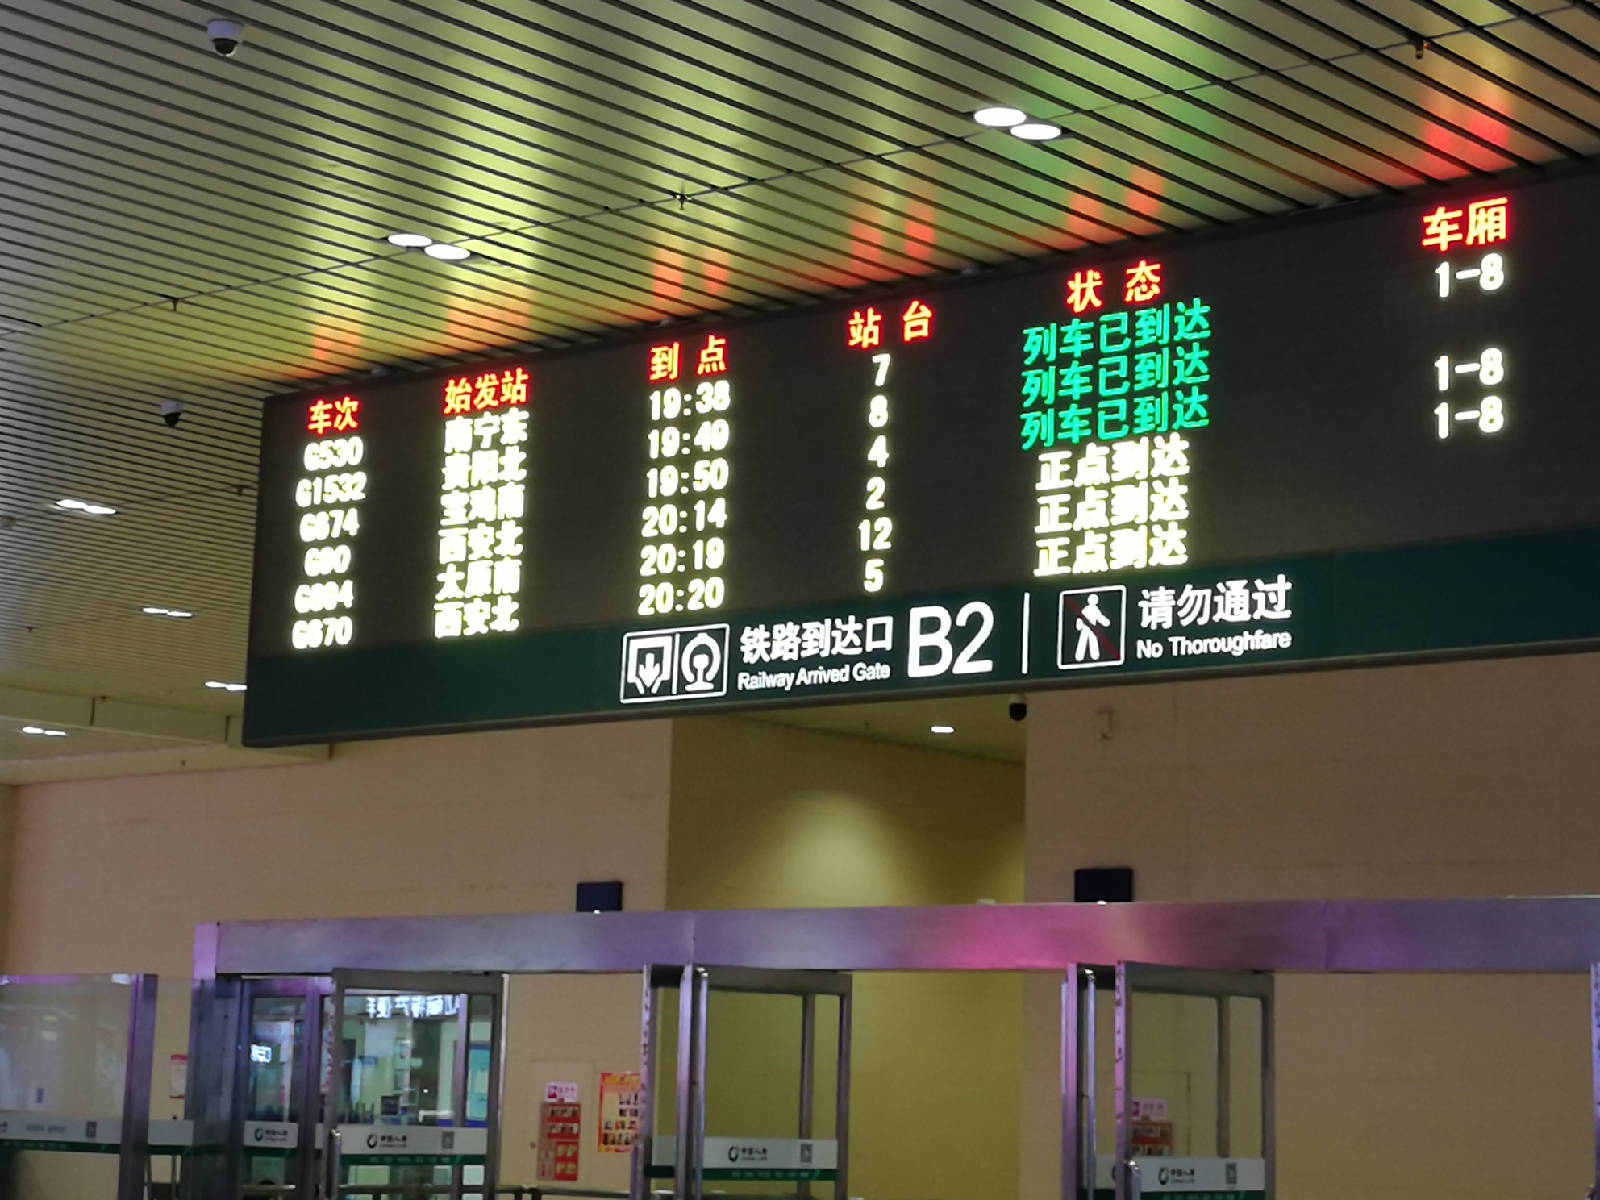 车次 始发站 到点 站台 状态 车厢
G530 南宁东 19:38 7 列车已到达 1-8
G1532 贵阳北 19:40 8 列车已到达
G674 宝鸡南 19:50 4 列车已到达 1-8
G90 西安北 20:14 2 正点到达 1-8
G694 太原南 20:19 12 正点到达
G670 西安北 20:20 5 正点到达
铁路到达口 B2 请勿通过
Railway Arrived Gate No Thoroughfare